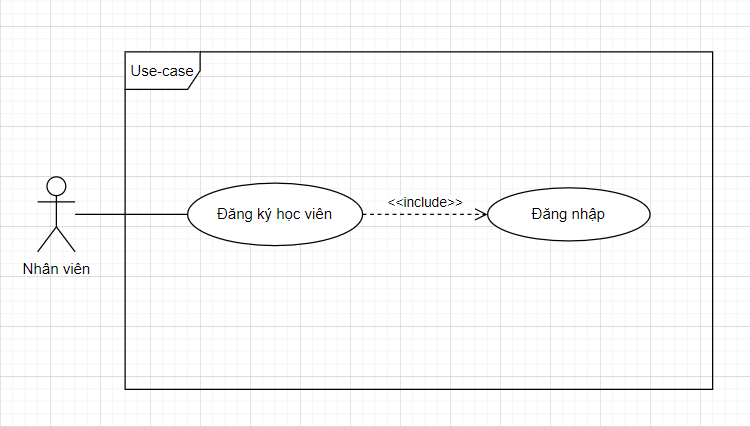 Use-case
Đăng ký học viên
<<include>>
Đăng nhập
Nhân viên